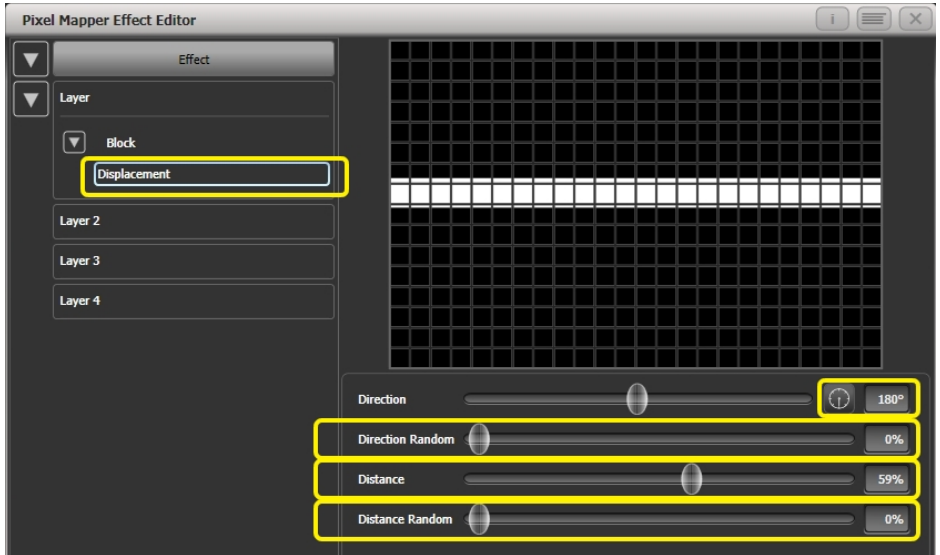 Pixel Mapper Effect Editor
i
Effect
Layer
Block
Displacement
Layer 2
Layer 3
Layer 4
Direction 180°
Direction Random 0%
Distance 59%
Distance Random 0%